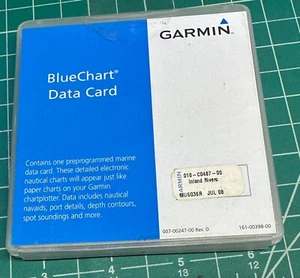 GARMIN
BlueChart®
Data Card
Contains one preprogrammed marine
data card. These detailed electronic
nautical charts will appear just like
paper charts on your Garmin
chartplotter. Data includes nautical
navaids, port details, depth contours,
spot soundings and more.
GARMIN
010-C0487-00
Inland Rivers
MUS036R JUL 08
007-00247-00 Rev. D
161-00398-00